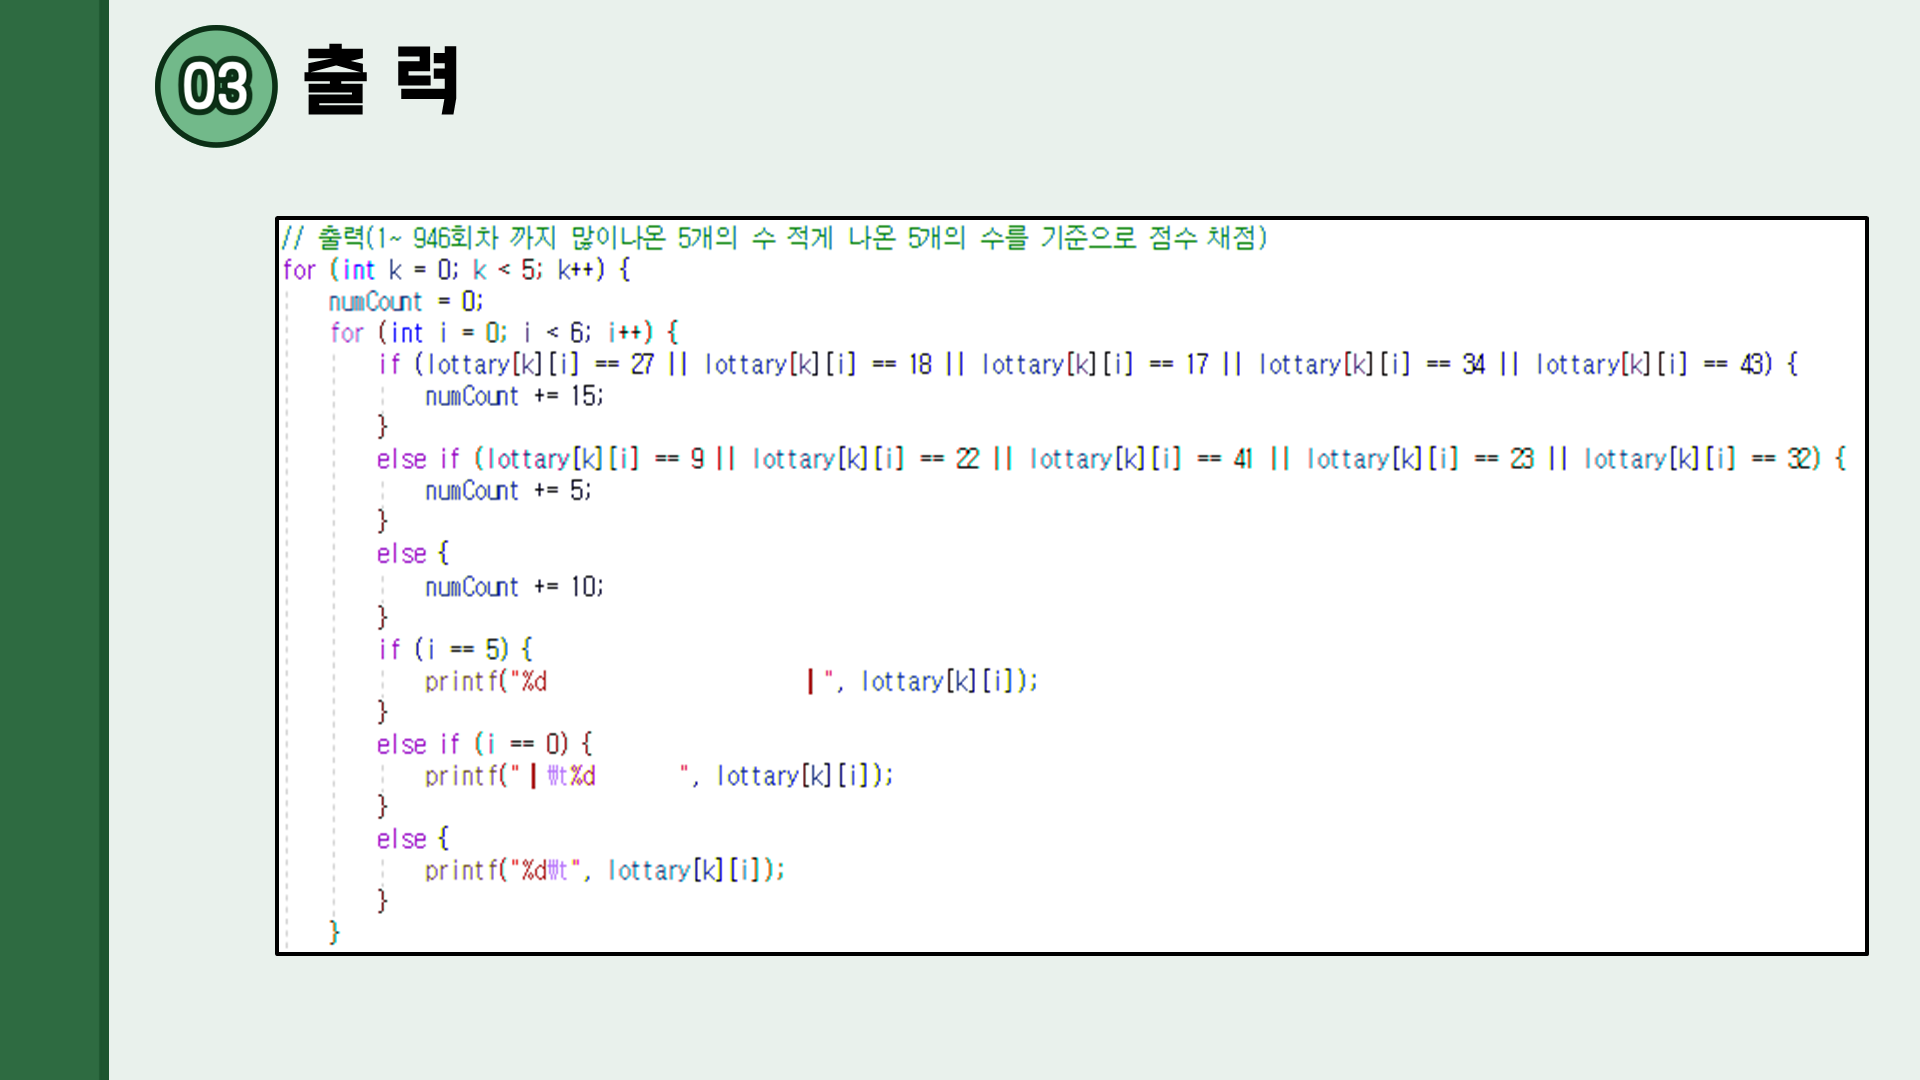 03 출 력
// 출력(1~ 946회차 까지 많이나온 5개의 수 적게 나온 5개의 수를 기준으로 점수 채점)
for (int k = 0; k < 5; k++) {
    numCount = 0;
    for (int i = 0; i < 6; i++) {
        if (lottary[k][i] == 27 || lottary[k][i] == 18 || lottary[k][i] == 17 || lottary[k][i] == 34 || lottary[k][i] == 43) {
            numCount += 15;
        }
        else if (lottary[k][i] == 9 || lottary[k][i] == 22 || lottary[k][i] == 41 || lottary[k][i] == 23 || lottary[k][i] == 32) {
            numCount += 5;
        }
        else {
            numCount += 10;
        }
        if (i == 5) {
            printf("%d                      ┃", lottary[k][i]);
        }
        else if (i == 0) {
            printf("┃₩t%d       ", lottary[k][i]);
        }
        else {
            printf("%d₩t", lottary[k][i]);
        }
    }